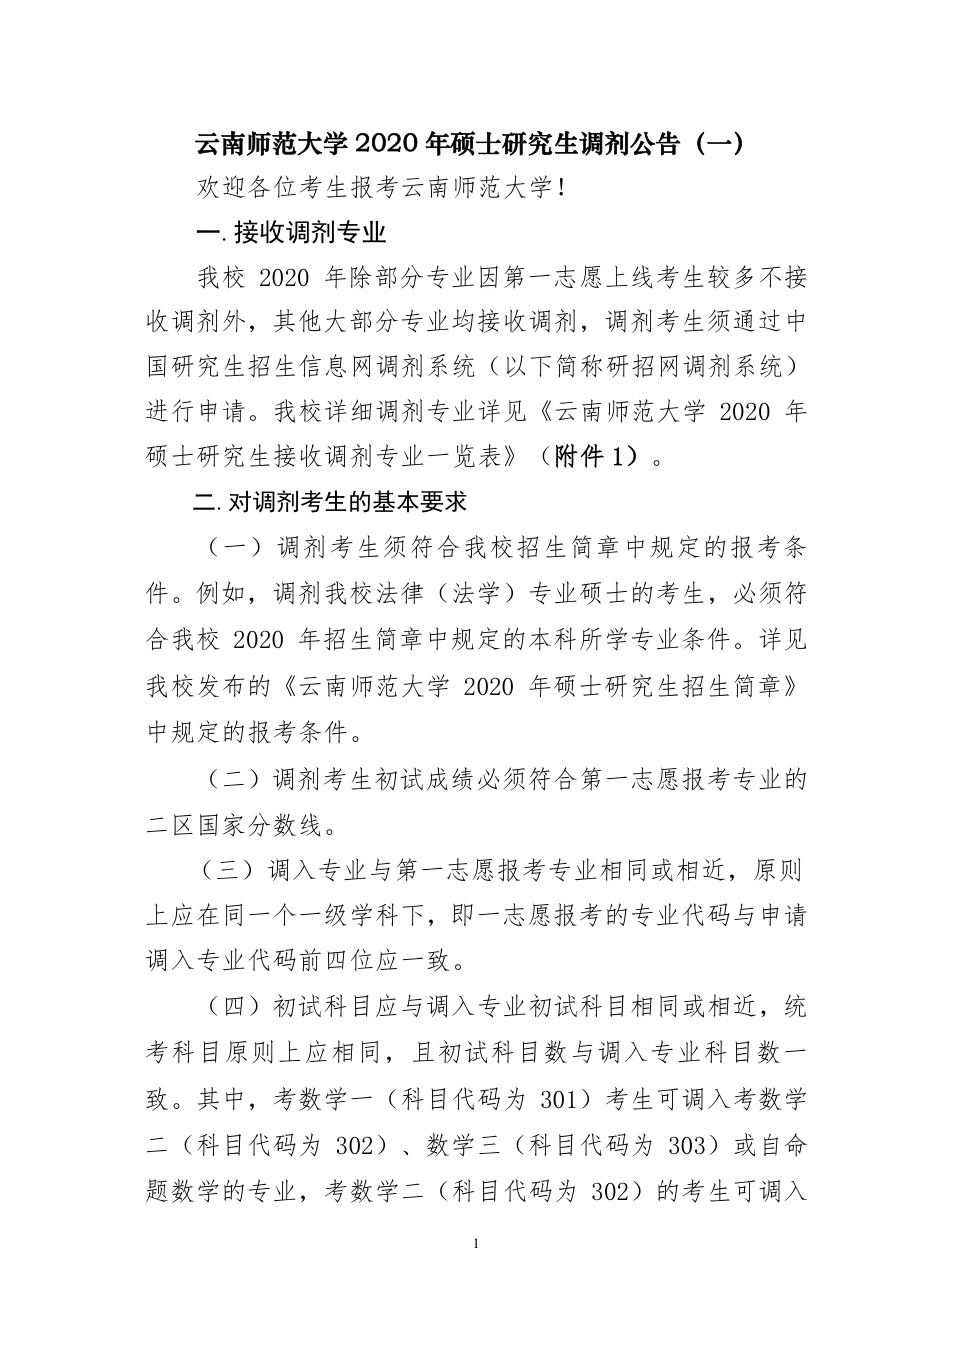 云南师范大学 2020 年硕士研究生调剂公告（一）
欢迎各位考生报考云南师范大学！
一. 接收调剂专业
我校 2020 年除部分专业因第一志愿上线考生较多不接
收调剂外，其他大部分专业均接收调剂，调剂考生须通过中
国研究生招生信息网调剂系统（以下简称研招网调剂系统）
进行申请。我校详细调剂专业详见《云南师范大学 2020 年
硕士研究生接收调剂专业一览表》（附件 1）。
二. 对调剂考生的基本要求
（一）调剂考生须符合我校招生简章中规定的报考条
件。例如，调剂我校法律（法学）专业硕士的考生，必须符
合我校 2020 年招生简章中规定的本科所学专业条件。详见
我校发布的《云南师范大学 2020 年硕士研究生招生简章》
中规定的报考条件。
（二）调剂考生初试成绩必须符合第一志愿报考专业的
二区国家分数线。
（三）调入专业与第一志愿报考专业相同或相近，原则
上应在同一个一级学科下，即一志愿报考的专业代码与申请
调入专业代码前四位应一致。
（四）初试科目应与调入专业初试科目相同或相近，统
考科目原则上应相同，且初试科目数与调入专业科目数一
致。其中，考数学一（科目代码为 301）考生可调入考数学
二（科目代码为 302）、数学三（科目代码为 303）或自命
题数学的专业，考数学二（科目代码为 302）的考生可调入
1